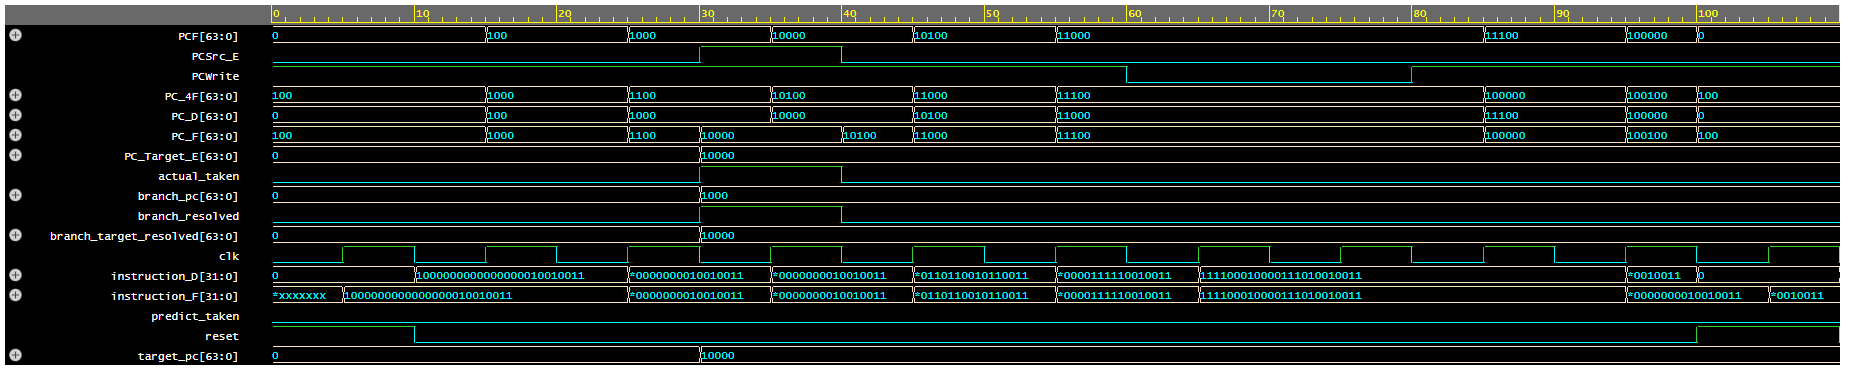 0 10 20 30 40 50 60 70 80 90 100
PCF[63:0] 0 100 1000 10000 10100 11000 11100 100000 0
PCSrc_E
PCWrite
PC_4F[63:0] 100 1000 1100 10100 11000 11100 100000 100100 100
PC_D[63:0] 0 100 1000 10000 10100 11000 11100 100000 0
PC_F[63:0] 100 1000 1100 10000 10100 11000 11100 100000 100100 100
PC_Target_E[63:0] 0 10000
actual_taken
branch_pc[63:0] 0 1000
branch_resolved
branch_target_resolved[63:0] 0 10000
clk
instruction_D[31:0] 0 1000000000000000010010011 *0000000010010011 *0000000010010011 *0110110010110011 *0000111110010011 1111000100001110100010011 *0010011 0
instruction_F[31:0] *xxxxxxx 1000000000000000010010011 *0000000010010011 *0000000010010011 *0110110010110011 *0000111110010011 1111000100001110100010011 *0000000010010011 *0010011
predict_taken
reset
target_pc[63:0] 0 10000